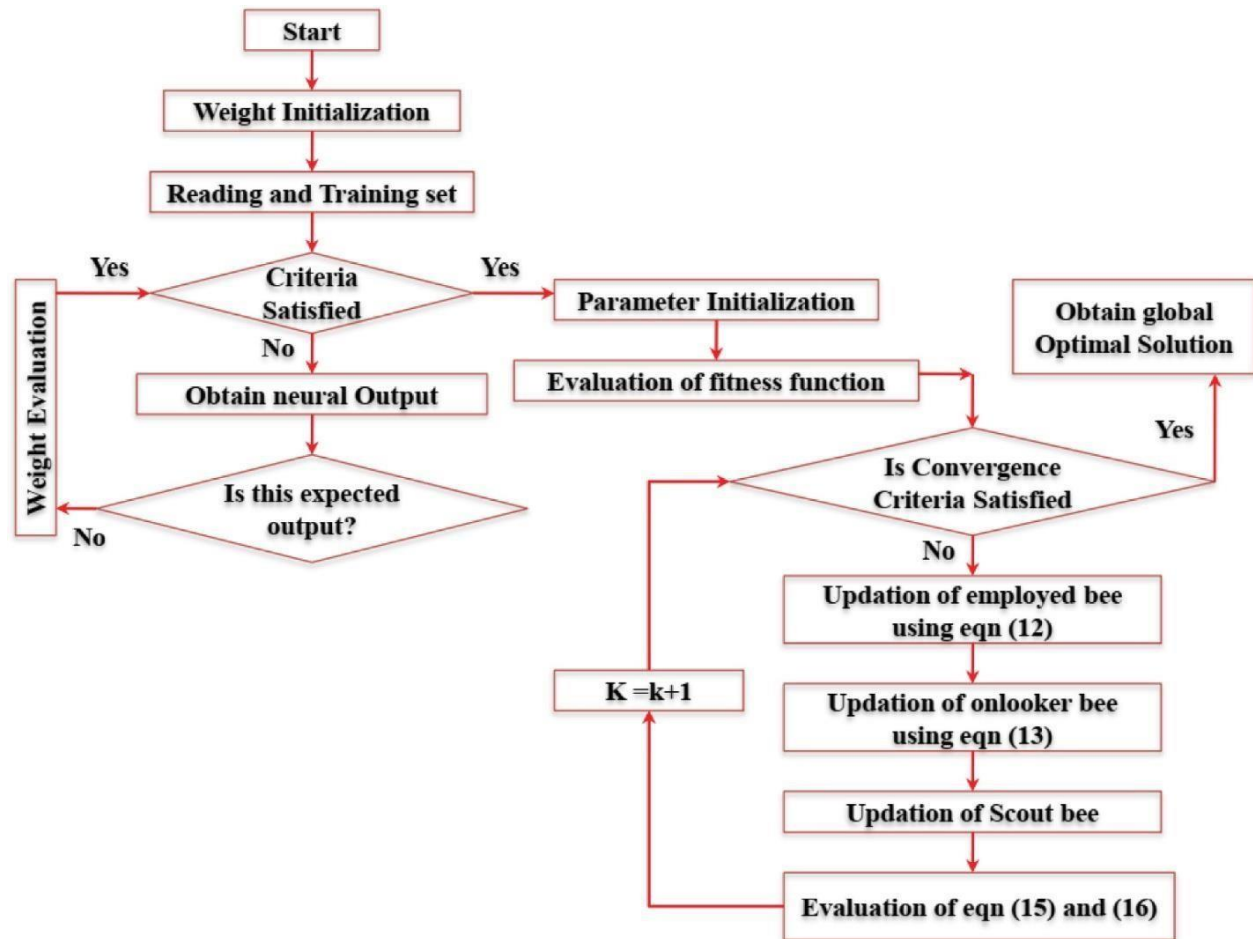 Start
Weight Initialization
Reading and Training set
Yes
Criteria
Satisfied
Yes
No
Obtain neural Output
Is this expected
output?
No
Weight Evaluation
Parameter Initialization
Evaluation of fitness function
Obtain global
Optimal Solution
Yes
Is Convergence
Criteria Satisfied
No
Updation of employed bee
using eqn (12)
Updation of onlooker bee
using eqn (13)
Updation of Scout bee
Evaluation of eqn (15) and (16)
K =k+1